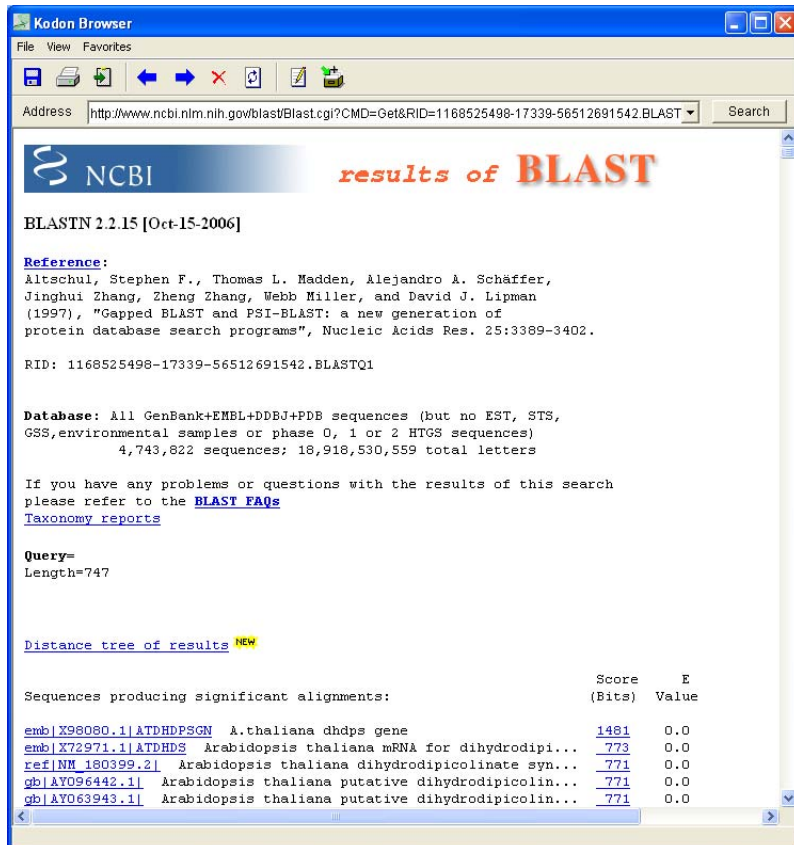 Kodon Browser
File View Favorites
Address http://www.ncbi.nlm.nih.gov/blast/Blast.cgi?CMD=Get&RID=1168525498-17339-56512691542.BLAST Search
NCBI results of BLAST
BLASTN 2.2.15 [Oct-15-2006]
Reference:
Altschul, Stephen F., Thomas L. Madden, Alejandro A. Schäffer,
Jinghui Zhang, Zheng Zhang, Webb Miller, and David J. Lipman
(1997), "Gapped BLAST and PSI-BLAST: a new generation of
protein database search programs", Nucleic Acids Res. 25:3389-3402.
RID: 1168525498-17339-56512691542.BLASTQ1
Database: All GenBank+EMBL+DDBJ+PDB sequences (but no EST, STS,
GSS,environmental samples or phase 0, 1 or 2 HTGS sequences)
4,743,822 sequences; 18,918,530,559 total letters
If you have any problems or questions with the results of this search
please refer to the BLAST FAQs
Taxonomy reports
Query=
Length=747
Distance tree of results NEW
Score E
Sequences producing significant alignments: (Bits) Value
emb|X98080.1|ATDHDPSGN A.thaliana dhdps gene 1481 0.0
emb|X72971.1|ATDHDS Arabidopsis thaliana mRNA for dihydrodipi... 773 0.0
ref|NM_180399.2| Arabidopsis thaliana dihydrodipicolinate syn... 771 0.0
gb|AY096442.1| Arabidopsis thaliana putative dihydrodipicolin... 771 0.0
gb|AY063943.1| Arabidopsis thaliana putative dihydrodipicolin... 771 0.0